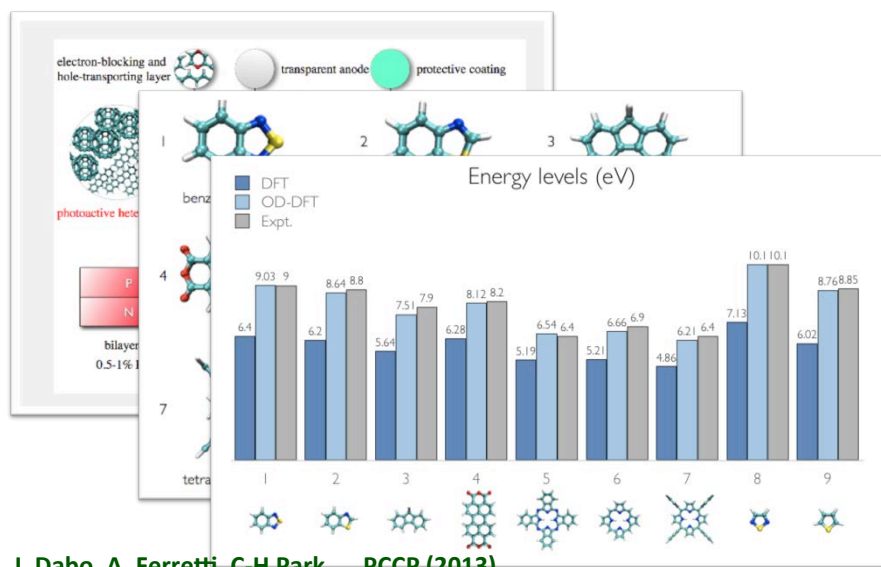 electron-blocking and
hole-transporting layer
transparent anode
protective coating
photoactive
P
N
bilayer
0.5-1%
1
2
3
4
7
Energy levels (eV)
DFT
OD-DFT
Expt.
6.4 9.03 9
6.2 8.64 8.8
5.64 7.51 7.9
6.28 8.12 8.2
5.19 6.54 6.4
5.21 6.66 6.9
4.86 6.21 6.4
7.13 10.1 10.1
6.02 8.76 8.85
1 2 3 4 5 6 7 8 9
Dabo, A. Ferretti, C-H Park, PCCP (2013)